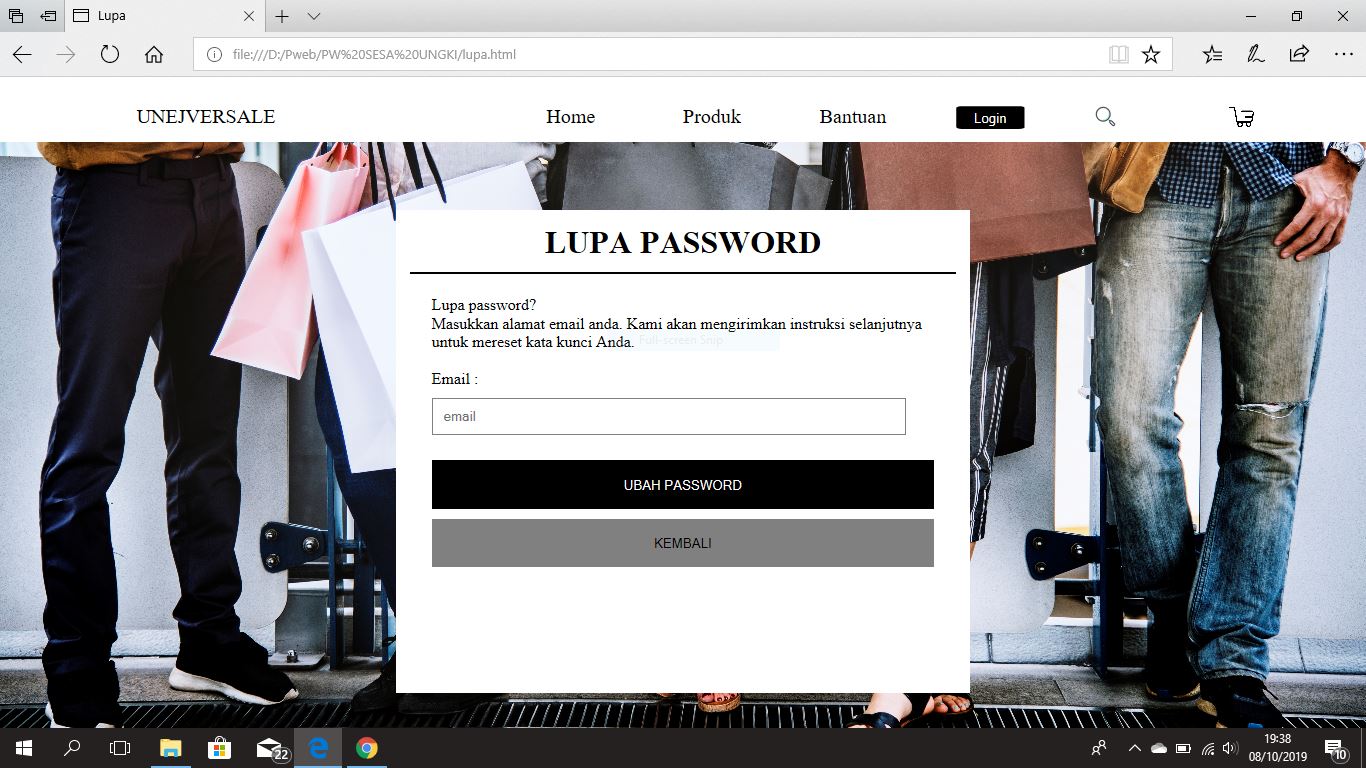 Lupa
file:///D:/Pweb/PW%20SESA%20UNGKI/lupa.html
UNEJVERSALE
Home
Produk
Bantuan
Login
LUPA PASSWORD
Lupa password?
Masukkan alamat email anda. Kami akan mengirimkan instruksi selanjutnya
untuk mereset kata kunci Anda.
Full-screen Snip
Email :
email
UBAH PASSWORD
KEMBALI
22
19:38
08/10/2019
10